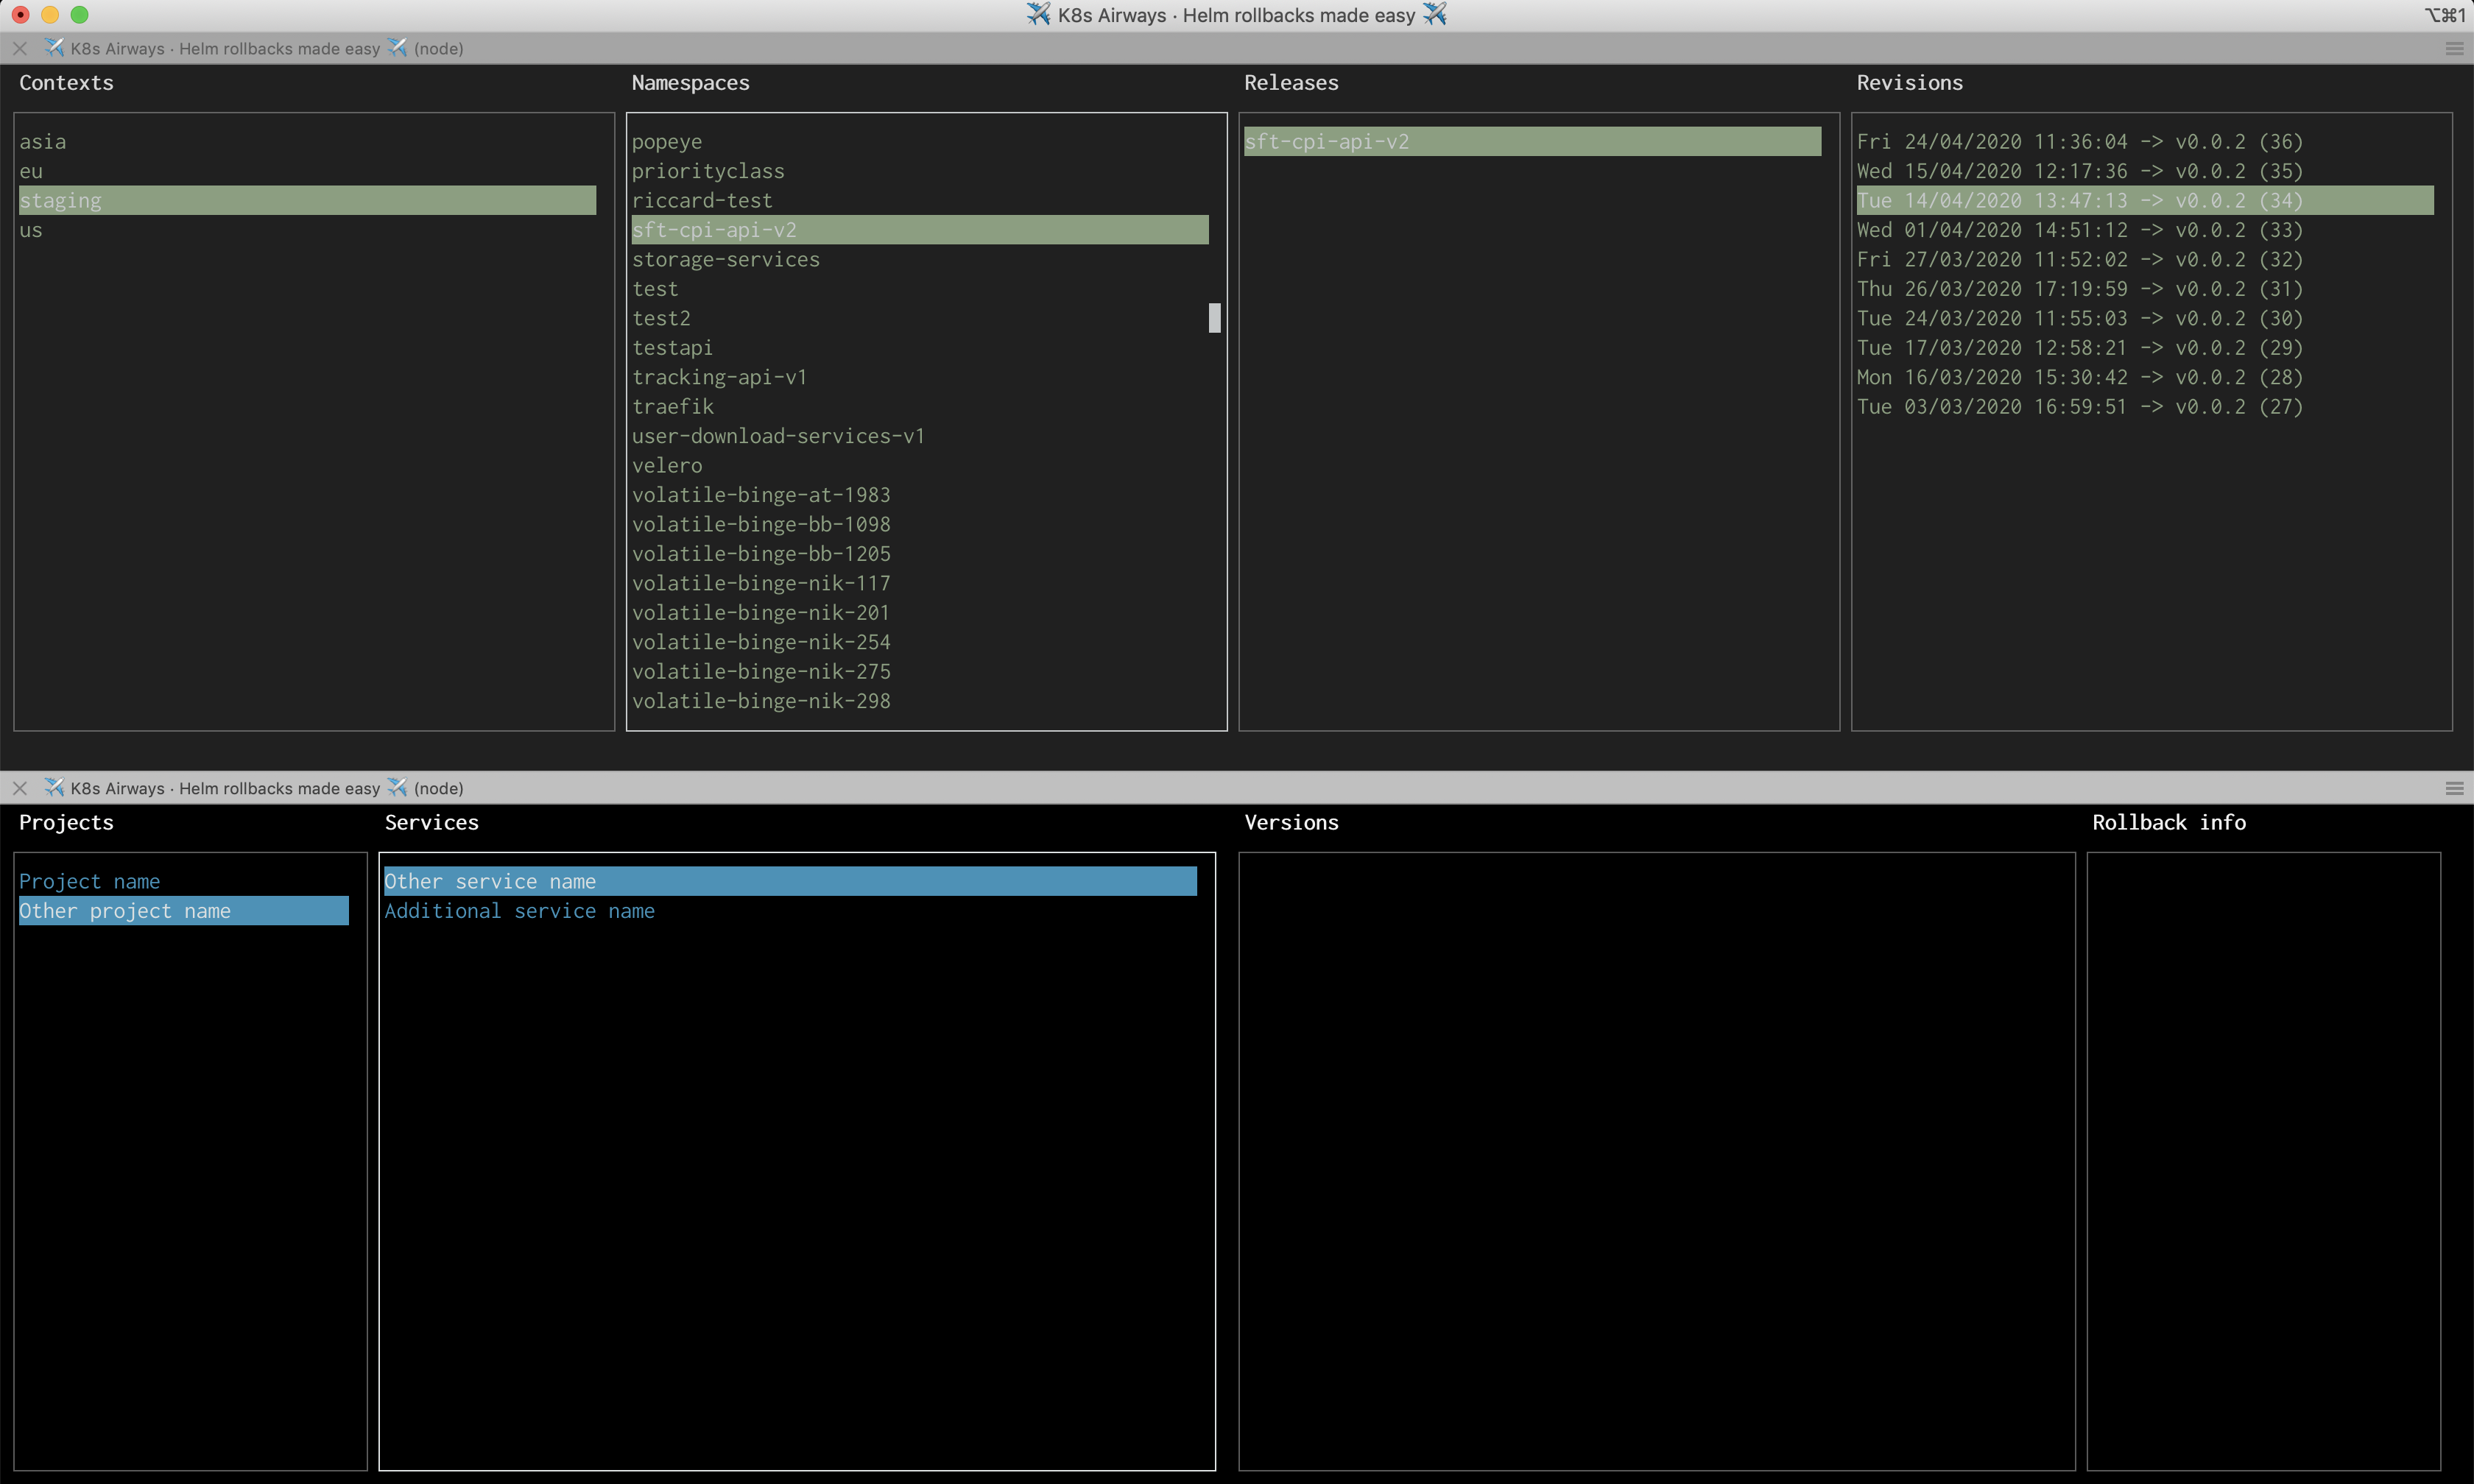 ✈️ K8s Airways · Helm rollbacks made easy ✈️
⌥⌘1
✈️ K8s Airways · Helm rollbacks made easy ✈️ (node)
Contexts
asia
eu
staging
us
Namespaces
popeye
priorityclass
riccard-test
sft-cpi-api-v2
storage-services
test
test2
testapi
tracking-api-v1
traefik
user-download-services-v1
velero
volatile-binge-at-1983
volatile-binge-bb-1098
volatile-binge-bb-1205
volatile-binge-nik-117
volatile-binge-nik-201
volatile-binge-nik-254
volatile-binge-nik-275
volatile-binge-nik-298
Releases
sft-cpi-api-v2
Revisions
Fri 24/04/2020 11:36:04 -> v0.0.2 (36)
Wed 15/04/2020 12:17:36 -> v0.0.2 (35)
Tue 14/04/2020 13:47:13 -> v0.0.2 (34)
Wed 01/04/2020 14:51:12 -> v0.0.2 (33)
Fri 27/03/2020 11:52:02 -> v0.0.2 (32)
Thu 26/03/2020 17:19:59 -> v0.0.2 (31)
Tue 24/03/2020 11:55:03 -> v0.0.2 (30)
Tue 17/03/2020 12:58:21 -> v0.0.2 (29)
Mon 16/03/2020 15:30:42 -> v0.0.2 (28)
Tue 03/03/2020 16:59:51 -> v0.0.2 (27)
✈️ K8s Airways · Helm rollbacks made easy ✈️ (node)
Projects
Project name
Other project name
Services
Other service name
Additional service name
Versions
Rollback info